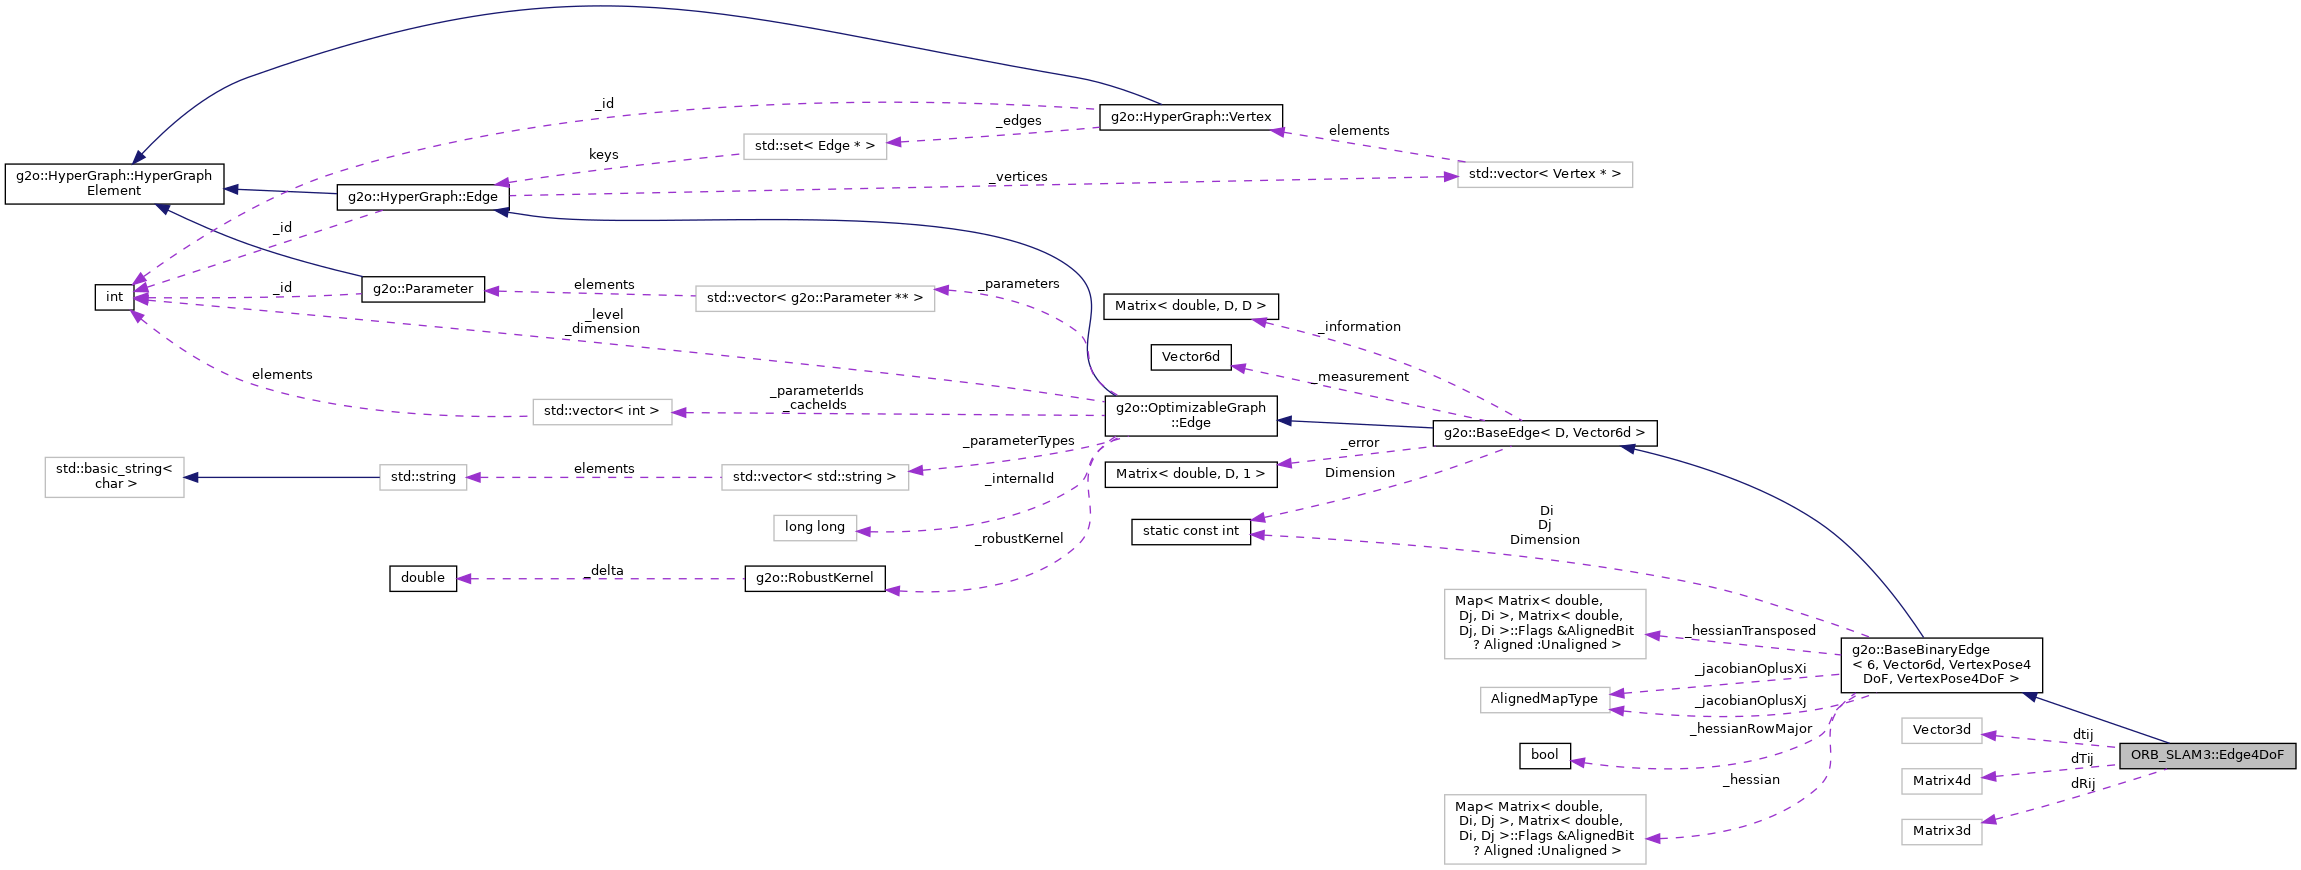 _id
g2o::HyperGraph::Vertex
_edges
elements
std::set< Edge * >
keys
g2o::HyperGraph::HyperGraph
Element
std::vector< Vertex * >
_vertices
g2o::HyperGraph::Edge
_id
int
_id
g2o::Parameter
elements
std::vector< g2o::Parameter ** >
_parameters
Matrix< double, D, D >
_level
_dimension
_information
Vector6d
elements
_measurement
_parameterIds
_cacheIds
std::vector< int >
g2o::OptimizableGraph
::Edge
g2o::BaseEdge< D, Vector6d >
_parameterTypes
_error
std::basic_string<
char >
std::string
elements
std::vector< std::string >
_internalId
Matrix< double, D, 1 >
Dimension
long long
static const int
Di
Dj
Dimension
_robustKernel
double
_delta
g2o::RobustKernel
Map< Matrix< double,
Dj, Di >, Matrix< double,
Dj, Di >::Flags &AlignedBit
? Aligned :Unaligned >
_hessianTransposed
g2o::BaseBinaryEdge
< 6, Vector6d, VertexPose4
DoF, VertexPose4DoF >
_jacobianOplusXi
AlignedMapType
_jacobianOplusXj
_hessianRowMajor
bool
Vector3d
dtij
ORB_SLAM3::Edge4DoF
dTij
Matrix4d
_hessian
dRij
Map< Matrix< double,
Di, Dj >, Matrix< double,
Di, Dj >::Flags &AlignedBit
? Aligned :Unaligned >
Matrix3d